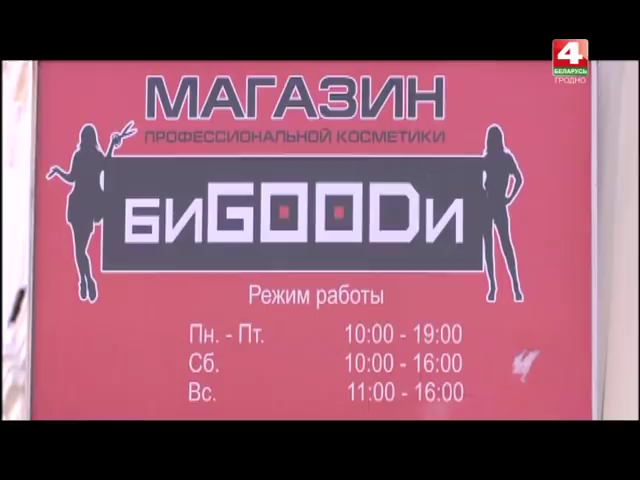 4
БЕЛАРУСЬ
ГРОДНО
МАГАЗИН
ПРОФЕССИОНАЛЬНОЙ КОСМЕТИКИ
биGOODи
Режим работы
Пн. - Пт. 10:00 - 19:00
Сб. 10:00 - 16:00
Вс. 11:00 - 16:00